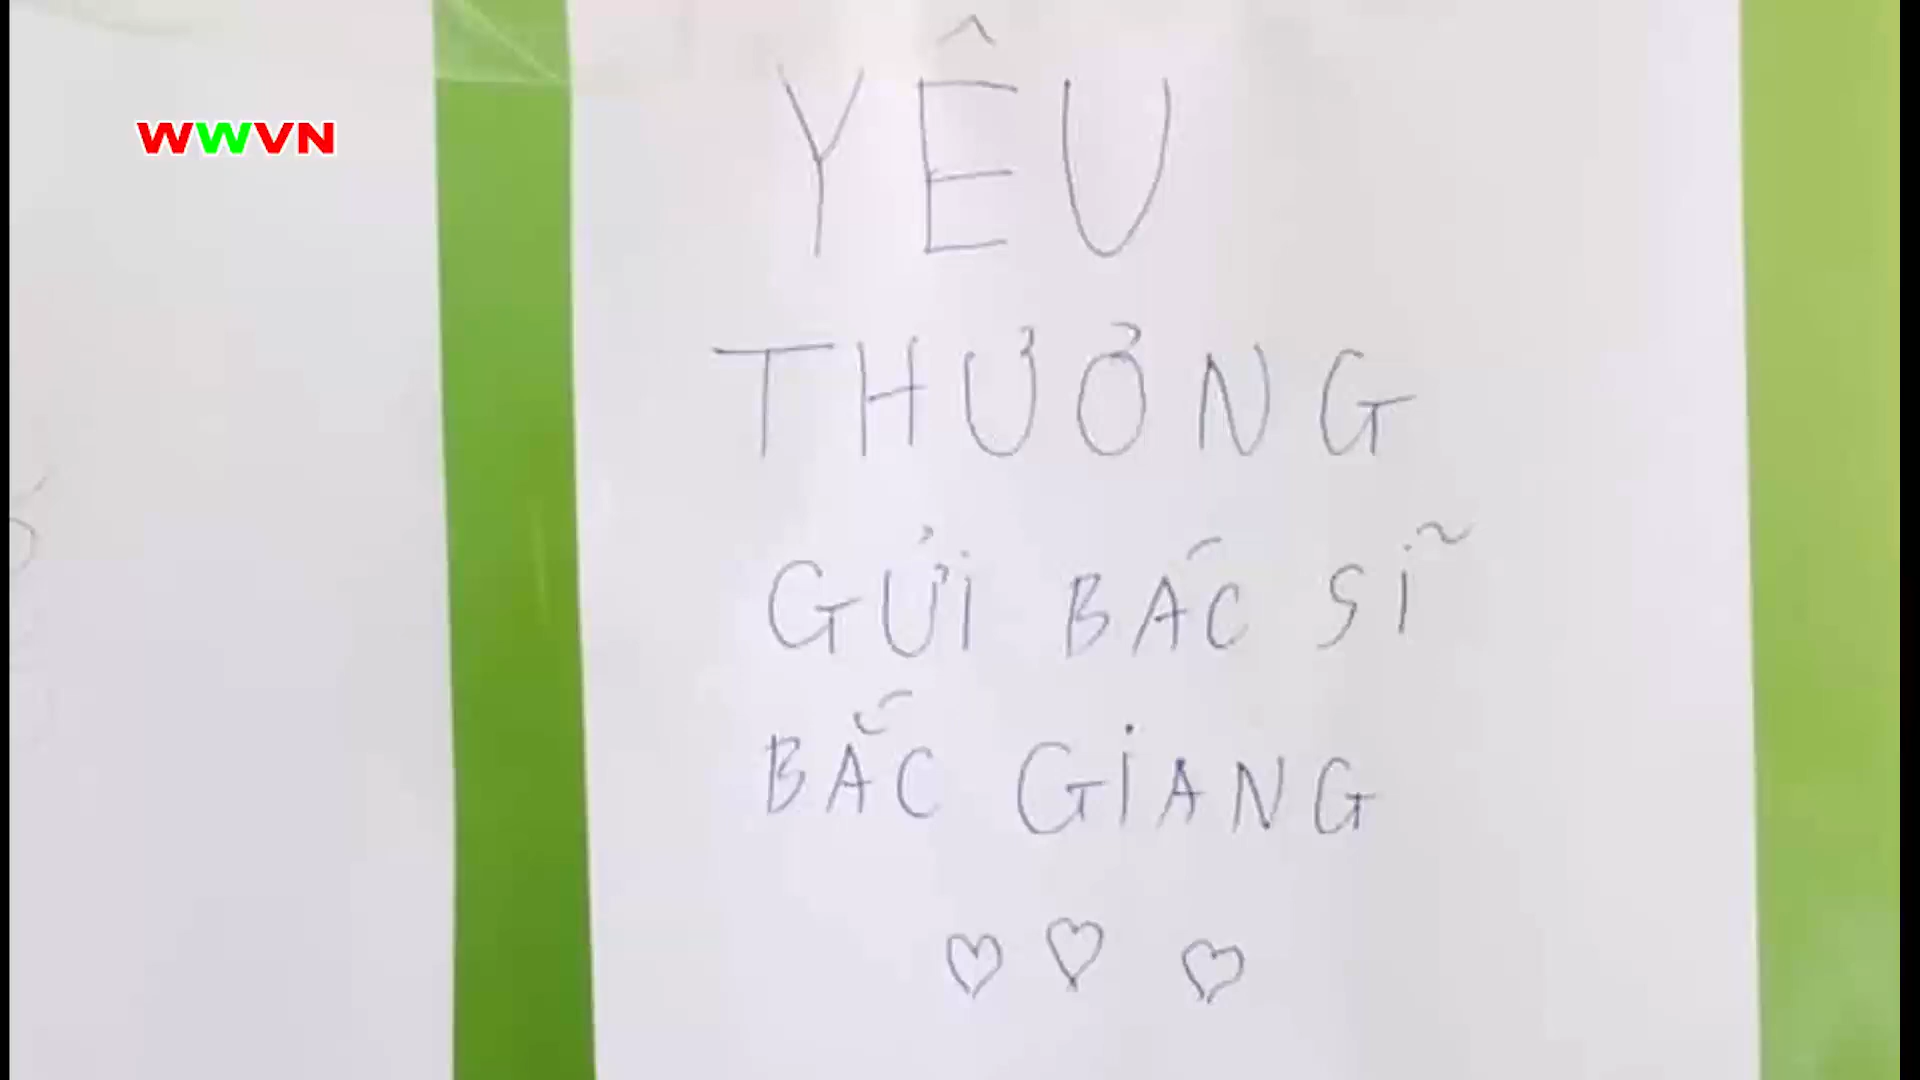 WWVN
YÊU
THƯƠNG
GỬI BÁC SĨ
BẮC GIANG